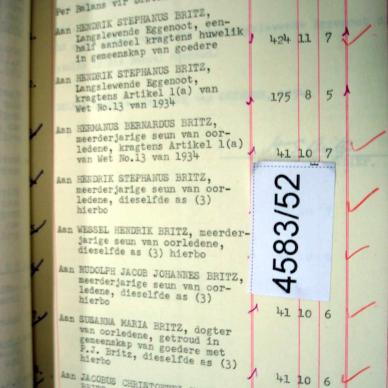 Per Balans vir
Aan HENDRIK STEPHANUS BRITZ,
Langslewende Eggenoot, een-
half aandeel kragtens huwelik
in gemeenskap van goedere 424 11 7
Aan HENDRIK STEPHANUS BRITZ,
Langslewende Eggenoot,
kragtens Artikel 1(a) van
Wet No.13 van 1934 175 8 5
Aan HERMANUS BERNARDUS BRITZ,
meerderjarige seun van oor-
ledene, kragtens Artikel 1(a)
van Wet No.13 van 1934 41 10 7
Aan HENDRIK STEPHANUS BRITZ,
meerderjarige seun van oor-
ledene, dieselfde as (3)
hierbo
4583/52
Aan WESSEL HENDRIK BRITZ, meerder-
jarige seun van oorledene,
dieselfde as (3) hierbo
Aan RUDOLPH JACOB JOHANNES BRITZ,
meerderjarige seun van oor-
ledene, dieselfde as (3)
hierbo 41 10 6
Aan SUSANNA MARIA BRITZ, dogter
van oorledene, getroud in
gemeenskap van goedere met
P.J. Britz, dieselfde as (3)
hierbo 41 10 6
Aan JACOBUS 41 10 6